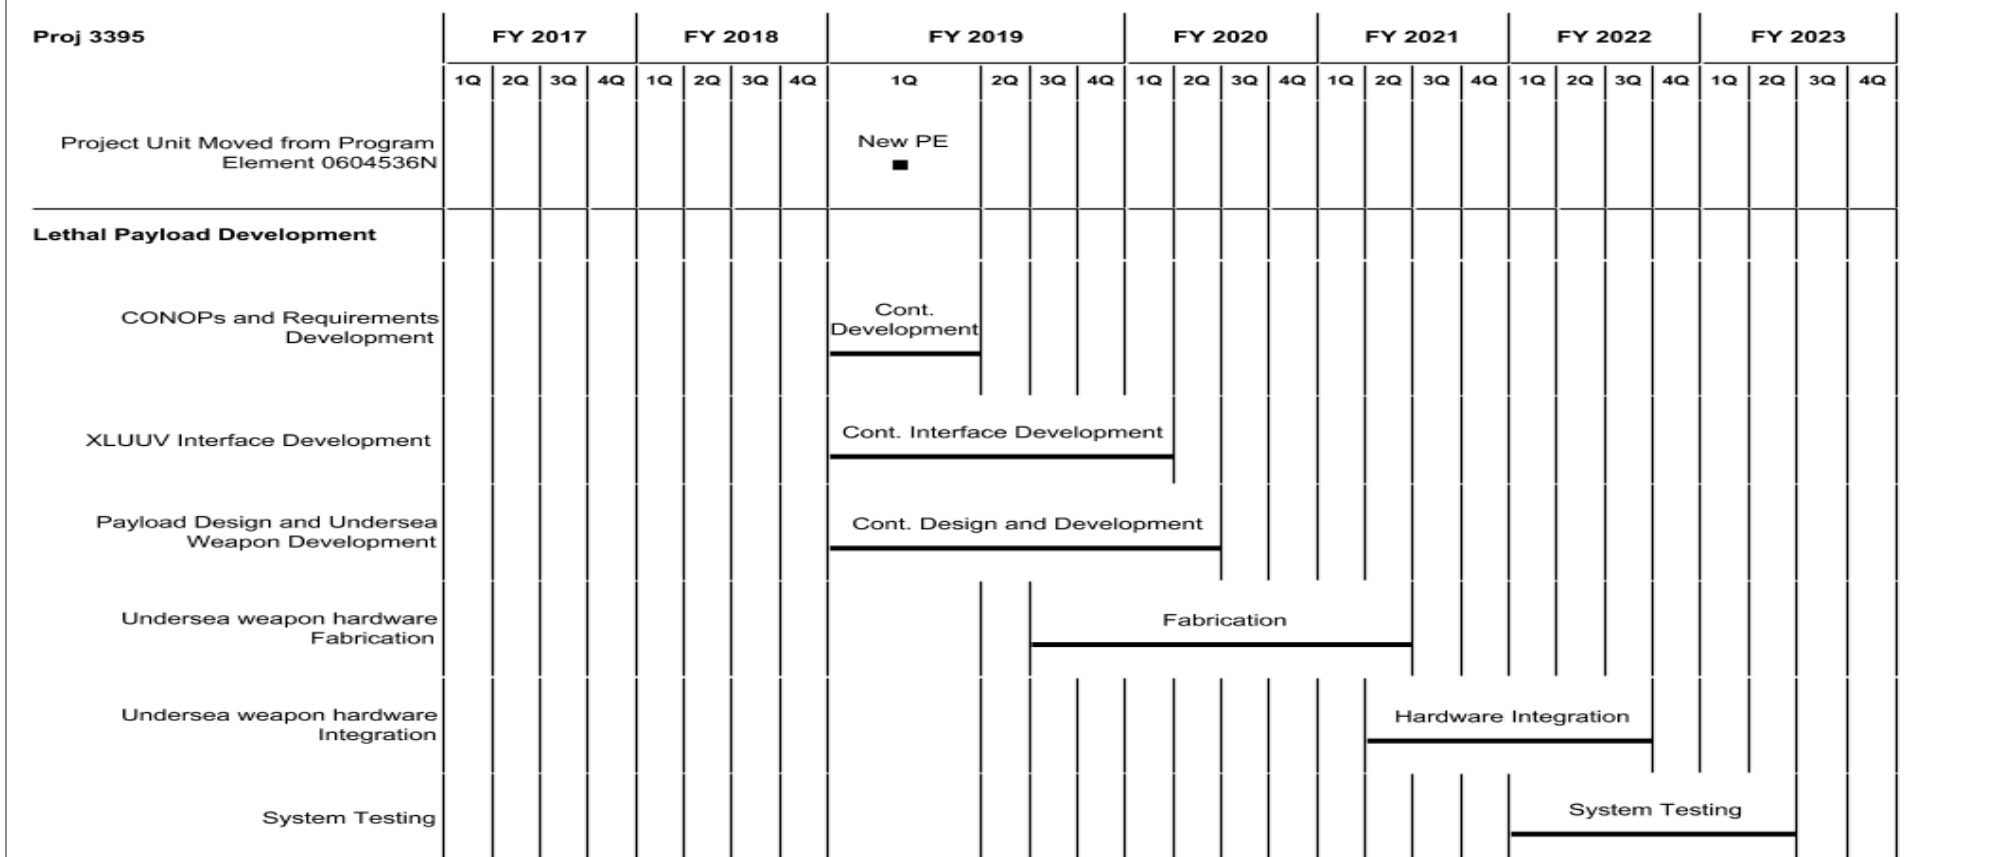 Proj 3395 FY 2017 FY 2018 FY 2019 FY 2020 FY 2021 FY 2022 FY 2023
1Q 2Q 3Q 4Q 1Q 2Q 3Q 4Q 1Q 2Q 3Q 4Q 1Q 2Q 3Q 4Q 1Q 2Q 3Q 4Q 1Q 2Q 3Q 4Q 1Q 2Q 3Q 4Q
Project Unit Moved from Program
Element 0604536N
New PE
Lethal Payload Development
CONOPs and Requirements
Development
Cont.
Development
XLUUV Interface Development
Cont. Interface Development
Payload Design and Undersea
Weapon Development
Cont. Design and Development
Undersea weapon hardware
Fabrication
Fabrication
Undersea weapon hardware
Integration
Hardware Integration
System Testing
System Testing